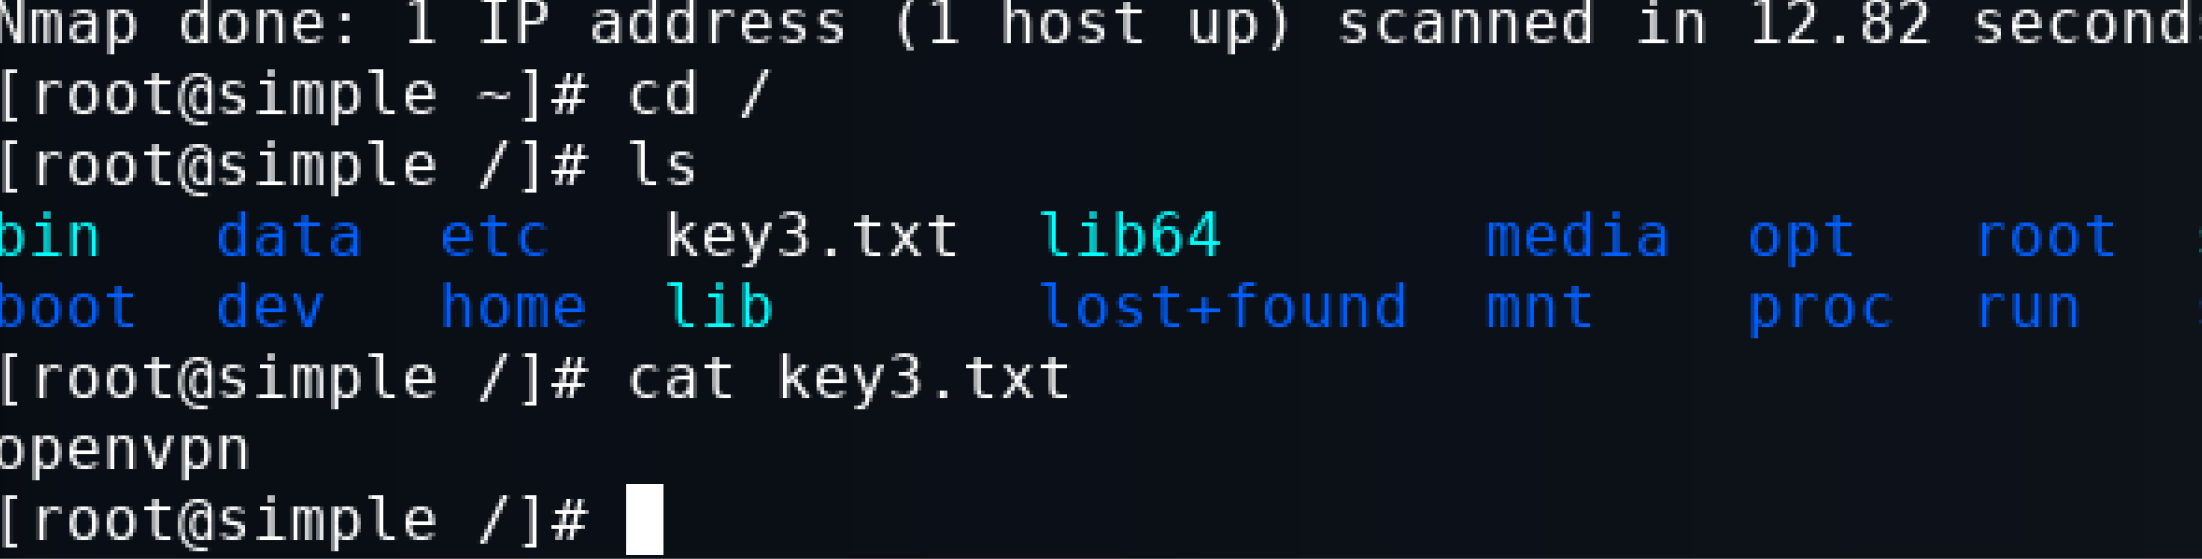 Nmap done: 1 IP address (1 host up) scanned in 12.82 second
[root@simple ~]# cd /
[root@simple /]# ls
bin data etc key3.txt lib64 media opt root
boot dev home lib lost+found mnt proc run
[root@simple /]# cat key3.txt
openvpn
[root@simple /]#